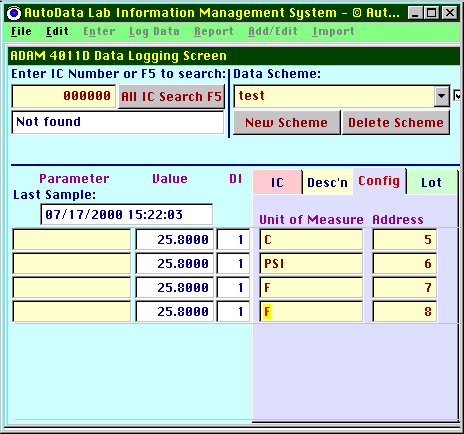 AutoData Lab Information Management System - © Aut...
File Edit Enter Log Data Report Add/Edit Import
ADAM 4011D Data Logging Screen
Enter IC Number or F5 to search: Data Scheme:
000000 All IC Search F5 test
Not found New Scheme Delete Scheme
Parameter Value DI IC Desc'n Config Lot
Last Sample:
07/17/2000 15:22:03 Unit of Measure Address
25.8000 1 C 5
25.8000 1 PSI 6
25.8000 1 F 7
25.8000 1 F 8